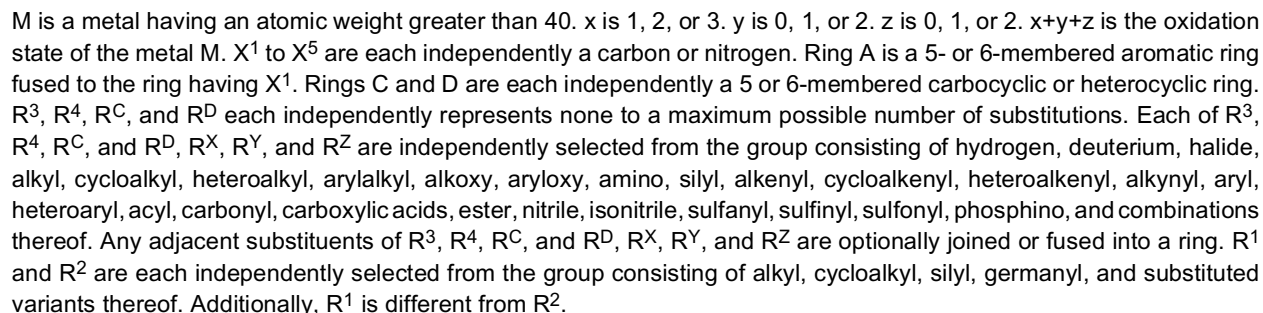 M is a metal having an atomic weight greater than 40. x is 1, 2, or 3. y is 0, 1, or 2. z is 0, 1, or 2. x+y+z is the oxidation
state of the metal M. X¹ to X⁵ are each independently a carbon or nitrogen. Ring A is a 5- or 6-membered aromatic ring
fused to the ring having X¹. Rings C and D are each independently a 5 or 6-membered carbocyclic or heterocyclic ring.
R³, R⁴, Rᶜ, and Rᴰ each independently represents none to a maximum possible number of substitutions. Each of R³,
R⁴, Rᶜ, and Rᴰ, Rˣ, Rʸ, and Rᶻ are independently selected from the group consisting of hydrogen, deuterium, halide,
alkyl, cycloalkyl, heteroalkyl, arylalkyl, alkoxy, aryloxy, amino, silyl, alkenyl, cycloalkenyl, heteroalkenyl, alkynyl, aryl,
heteroaryl, acyl, carbonyl, carboxylic acids, ester, nitrile, isonitrile, sulfanyl, sulfinyl, sulfonyl, phosphino, and combinations
thereof. Any adjacent substituents of R³, R⁴, Rᶜ, and Rᴰ, Rˣ, Rʸ, and Rᶻ are optionally joined or fused into a ring. R¹
and R² are each independently selected from the group consisting of alkyl, cycloalkyl, silyl, germanyl, and substituted
variants thereof. Additionally, R¹ is different from R².